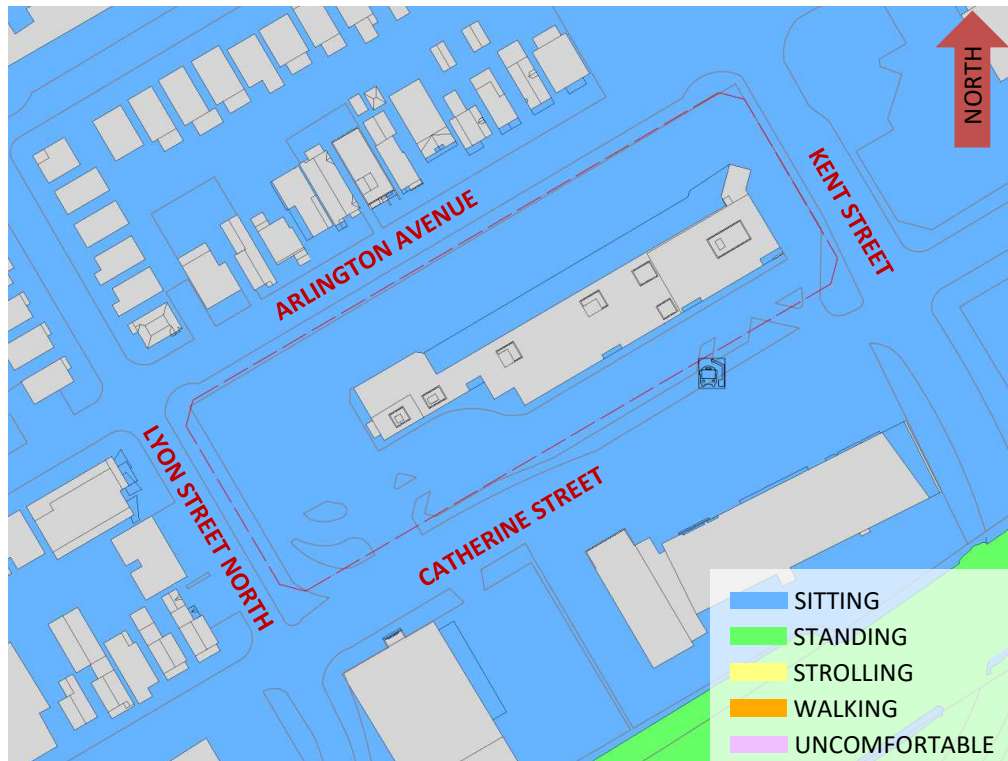 NORTH
KENT STREET
ARLINGTON AVENUE
LYON STREET NORTH
CATHERINE STREET
SITTING
STANDING
STROLLING
WALKING
UNCOMFORTABLE